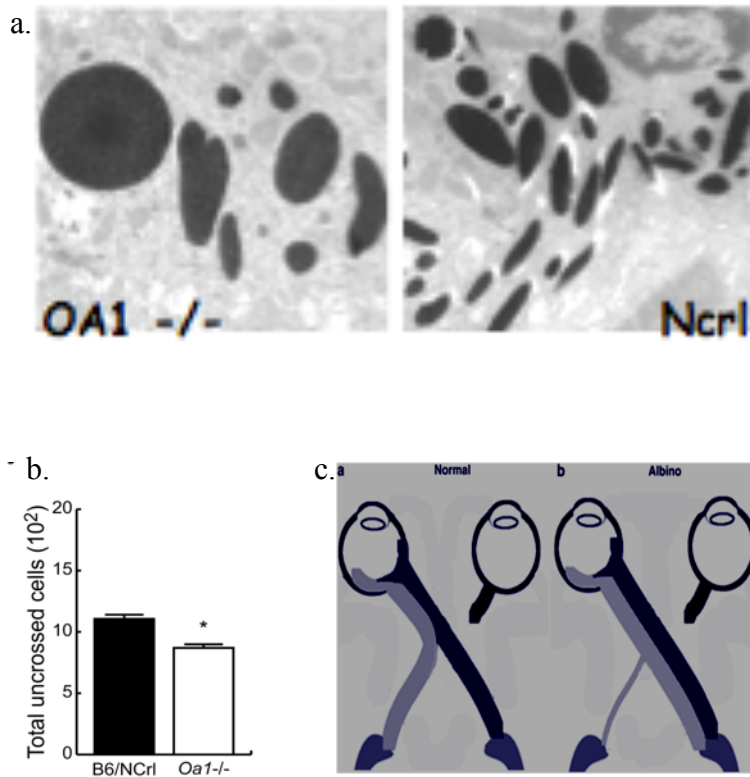 a.
OA1 -/-
Ncrl
- b.
Total uncrossed cells (10²)
20
15
10
5
0
*
B6/NCrl
Oa1-/-
c.
a Normal
b Albino